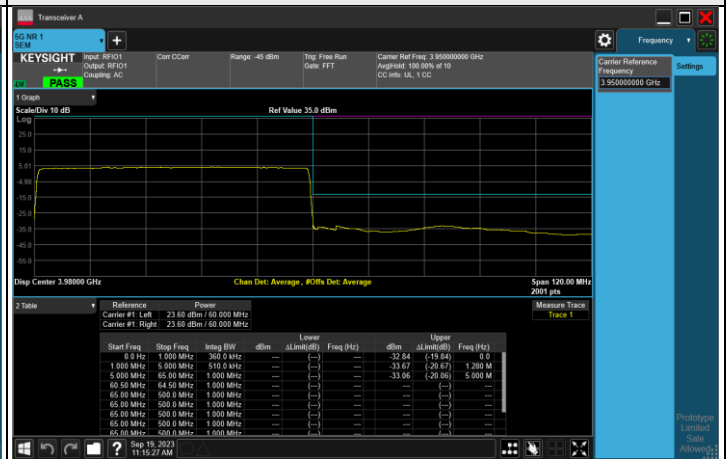 Transceiver A
5G NR 1
SEM
Frequency
KEYSIGHT
Input: RFIO1
Output: RFIO1
Coupling: AC
Corr CCorr
Range: -45 dBm
Trig: Free Run
Gate: FFT
Carrier Ref Freq: 3.950000000 GHz
Avg|Hold: 100.00% of 10
CC Info: UL, 1 CC
PASS
Carrier Reference
Frequency
3.950000000 GHz
Settings
1 Graph
Scale/Div 10 dB
Ref Value 35.0 dBm
Log
25.0
15.0
5.01
-4.99
-15.0
-25.0
-35.0
-45.0
-55.0
Disp Center 3.98000 GHz
Chan Det: Average , #Offs Det: Average
Span 120.00 MHz
2001 pts
2 Table
Reference Power
Carrier #1: Left 23.60 dBm / 60.000 MHz
Carrier #1: Right 23.60 dBm / 60.000 MHz
Measure Trace
Trace 1
Lower Upper
Start Freq Stop Freq Integ BW dBm ΔLimit(dB) Freq (Hz) dBm ΔLimit(dB) Freq (Hz)
0.0 Hz 1.000 MHz 360.0 kHz --- (---) --- -32.84 (-19.84) 0.0
1.000 MHz 5.000 MHz 510.0 kHz --- (---) --- -33.67 (-20.67) 1.280 M
5.000 MHz 65.00 MHz 1.000 MHz --- (---) --- -33.06 (-20.06) 5.000 M
60.50 MHz 64.50 MHz 1.000 MHz --- (---) --- --- (---) ---
65.00 MHz 500.0 MHz 1.000 MHz --- (---) --- --- (---) ---
65.00 MHz 500.0 MHz 1.000 MHz --- (---) --- --- (---) ---
65.00 MHz 500.0 MHz 1.000 MHz --- (---) --- --- (---) ---
65.00 MHz 500.0 MHz 1.000 MHz --- (---) --- --- (---) ---
65.00 MHz 500.0 MHz 1.000 MHz --- (---) --- --- (---) ---
Prototype
Limited
Sale
Allowed
Sep 19, 2023
11:15:27 AM